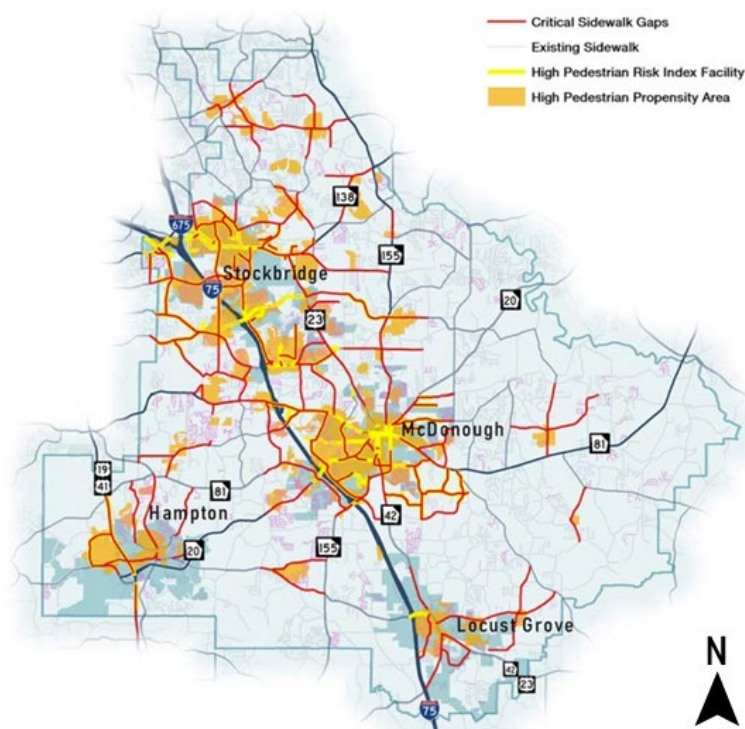 Critical Sidewalk Gaps
Existing Sidewalk
High Pedestrian Risk Index Facility
High Pedestrian Propensity Area
138
675
155
Stockbridge
75
20
23
McDonough
81
19
41
81
Hampton
42
20
155
Locust Grove
42
23
75
N